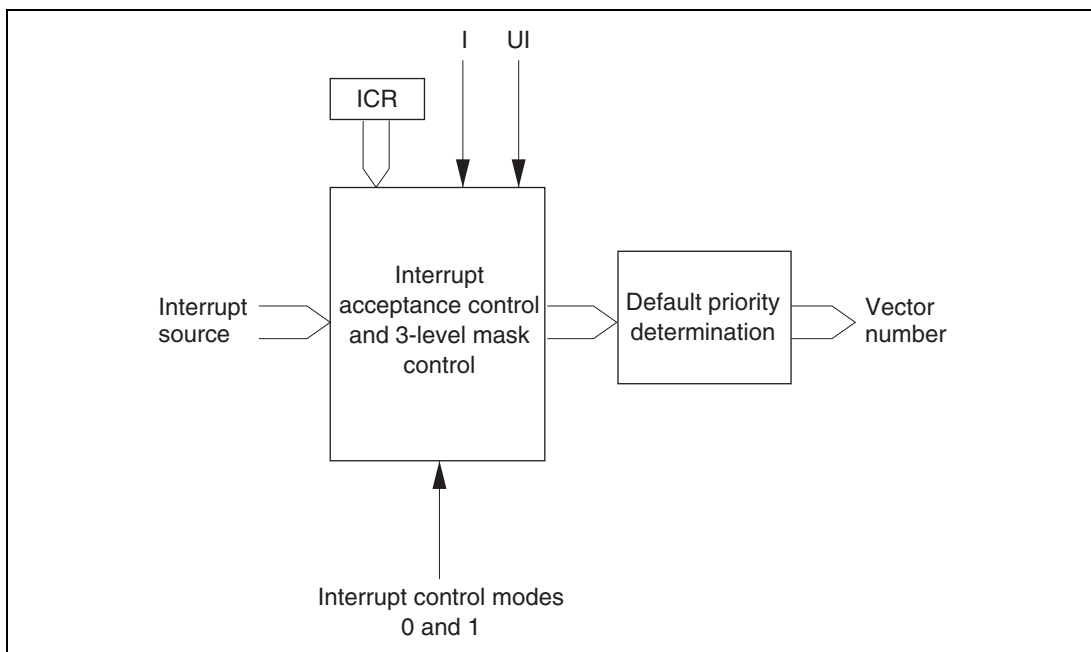 I
UI
ICR
Interrupt
acceptance control
and 3-level mask
control
Interrupt
source
Default priority
determination
Vector
number
Interrupt control modes
0 and 1